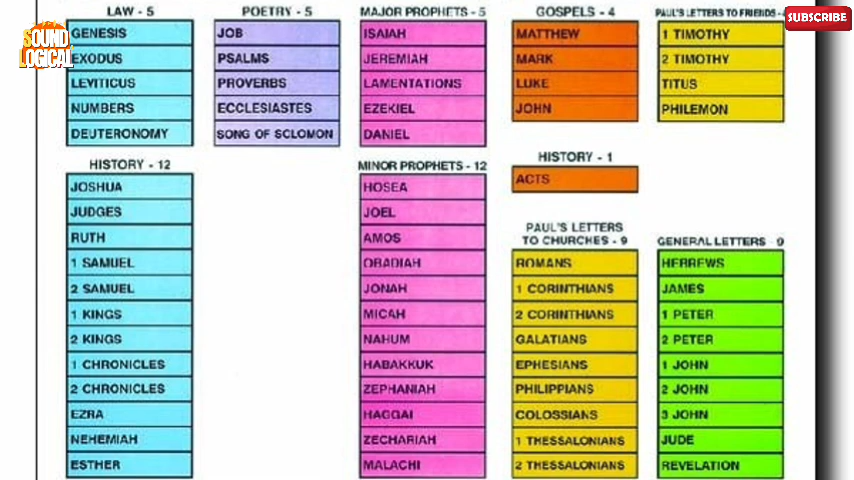 SOUND
LOGICAL
SUBSCRIBE
LAW - 5
GENESIS
EXODUS
LEVITICUS
NUMBERS
DEUTERONOMY
HISTORY - 12
JOSHUA
JUDGES
RUTH
1 SAMUEL
2 SAMUEL
1 KINGS
2 KINGS
1 CHRONICLES
2 CHRONICLES
EZRA
NEHEMIAH
ESTHER
POETRY - 5
JOB
PSALMS
PROVERBS
ECCLESIASTES
SONG OF SCLOMON
MAJOR PROPHETS - 5
ISAIAH
JEREMIAH
LAMENTATIONS
EZEKIEL
DANIEL
MINOR PROPHETS - 12
HOSEA
JOEL
AMOS
OBADIAH
JONAH
MICAH
NAHUM
HABAKKUK
ZEPHANIAH
HAGGAI
ZECHARIAH
MALACHI
GOSPELS - 4
MATTHEW
MARK
LUKE
JOHN
HISTORY - 1
ACTS
PAUL'S LETTERS
TO CHURCHES - 9
ROMANS
1 CORINTHIANS
2 CORINTHIANS
GALATIANS
EPHESIANS
PHILIPPIANS
COLOSSIANS
1 THESSALONIANS
2 THESSALONIANS
PAUL'S LETTERS TO FRIENDS -
1 TIMOTHY
2 TIMOTHY
TITUS
PHILEMON
GENERAL LETTERS - 9
HEBREWS
JAMES
1 PETER
2 PETER
1 JOHN
2 JOHN
3 JOHN
JUDE
REVELATION